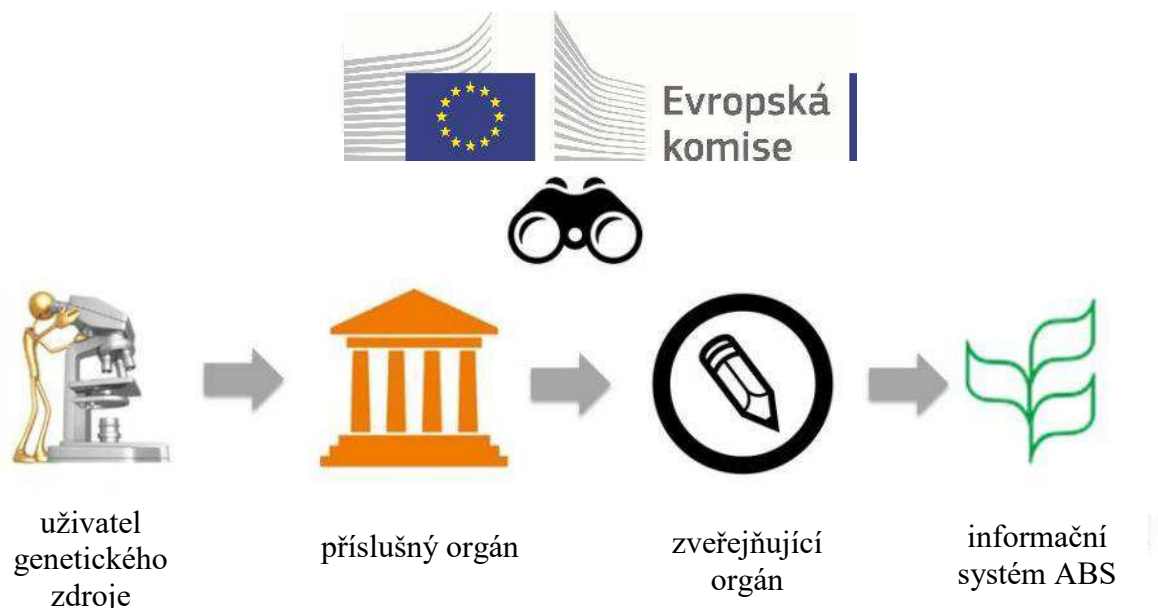 Evropská
komise
uživatel
genetického
zdroje
příslušný orgán
zveřejňující
orgán
informační
systém ABS